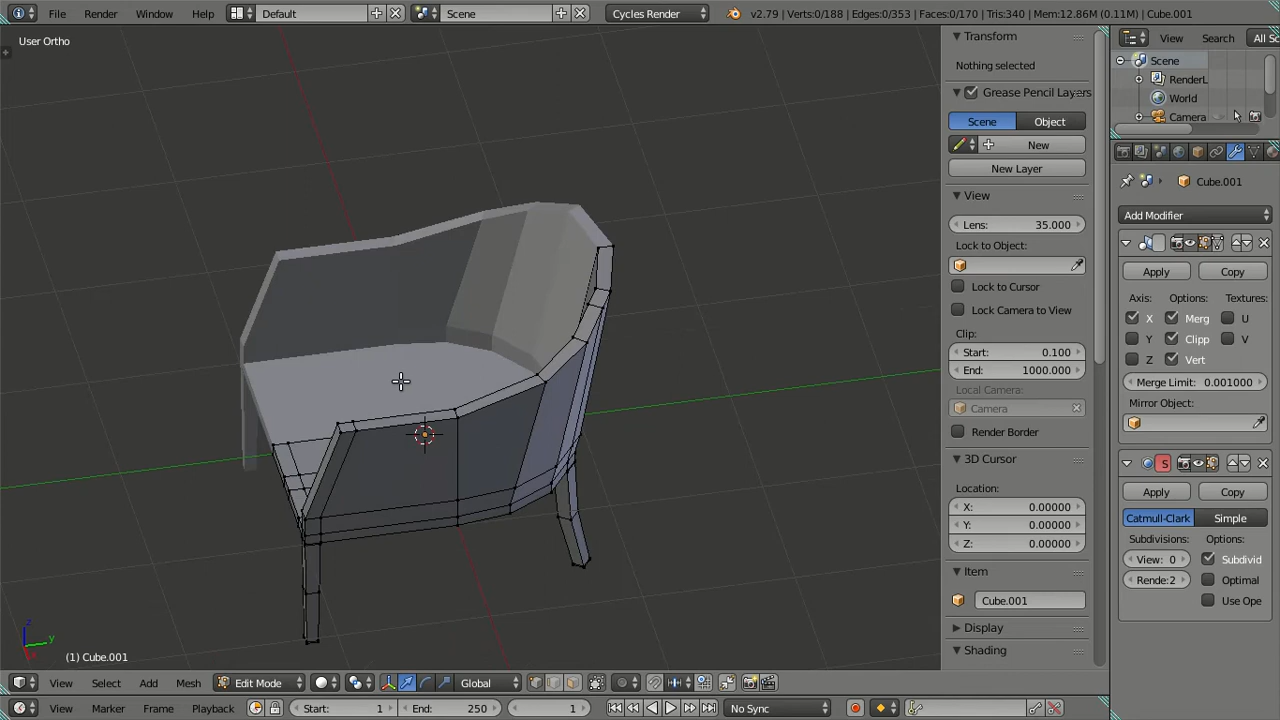 File Render Window Help Default Scene Cycles Render v2.79 | Verts:0/188 | Edges:0/353 | Faces:0/170 | Tris:340 | Mem:12.86M (0.11M) | Cube.001
User Ortho
Transform
Nothing selected
Grease Pencil Layers
Scene Object
New
New Layer
View
Lens: 35.000
Lock to Object:
Lock to Cursor
Lock Camera to View
Clip:
Start: 0.100
End: 1000.000
Local Camera:
Camera
Render Border
3D Cursor
Location:
X: 0.00000
Y: 0.00000
Z: 0.00000
Item
Cube.001
Display
Shading
View Search All Sc
Scene
RenderL
World
Camera
Cube.001
Add Modifier
Apply Copy
Axis: Options: Textures:
X Merg U
Y Clipp V
Z Vert
Merge Limit: 0.001000
Mirror Object:
S
Apply Copy
Catmull-Clark Simple
Subdivisions: Options:
View: 0 Subdivid
Rende:2 Optimal
Use Ope
z
y
x
(1) Cube.001
View Select Add Mesh Edit Mode Global
View Marker Frame Playback Start: 1 End: 250 1 No Sync